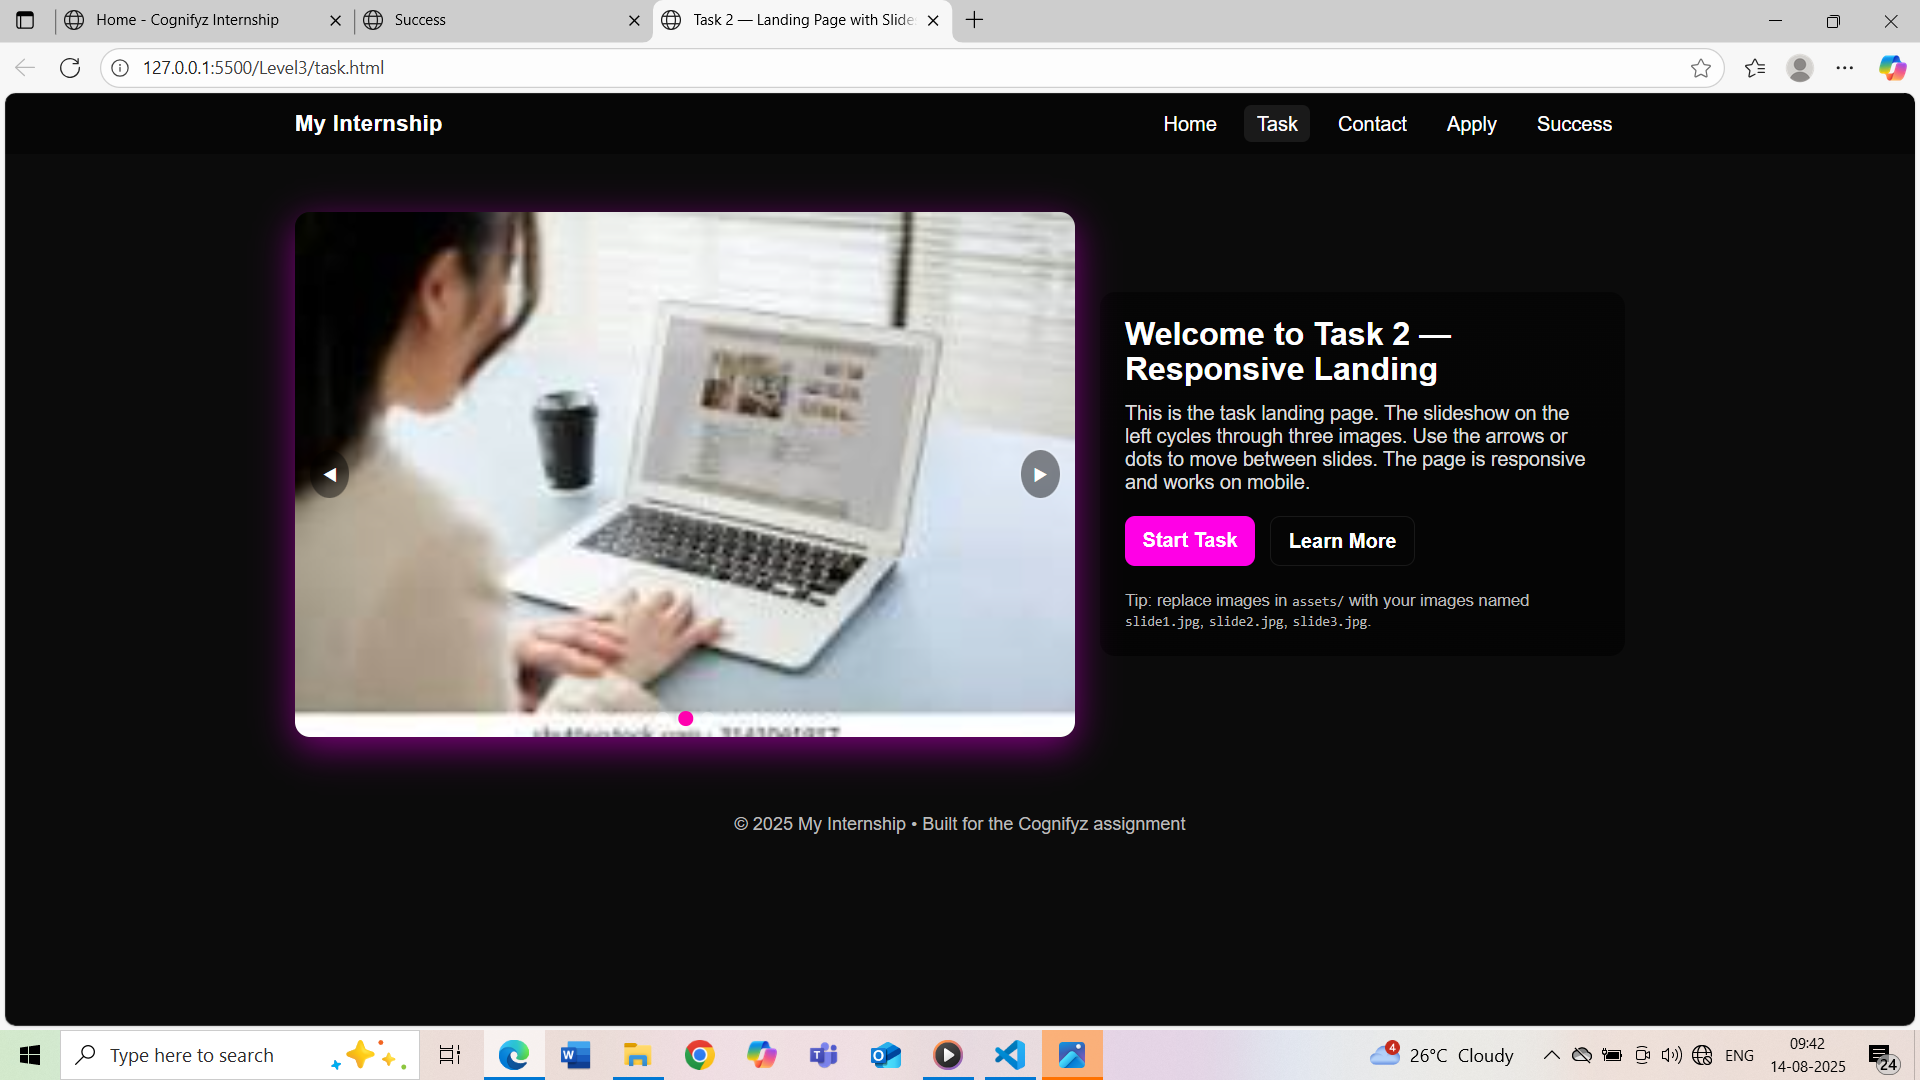 Home - Cognifyz Internship
Success
Task 2 — Landing Page with Slide
127.0.0.1:5500/Level3/task.html
My Internship
Home
Task
Contact
Apply
Success
Welcome to Task 2 —
Responsive Landing
This is the task landing page. The slideshow on the
left cycles through three images. Use the arrows or
dots to move between slides. The page is responsive
and works on mobile.
Start Task
Learn More
Tip: replace images in assets/ with your images named
slide1.jpg, slide2.jpg, slide3.jpg.
© 2025 My Internship • Built for the Cognifyz assignment
Type here to search
4
26°C Cloudy
ENG
09:42
14-08-2025
24